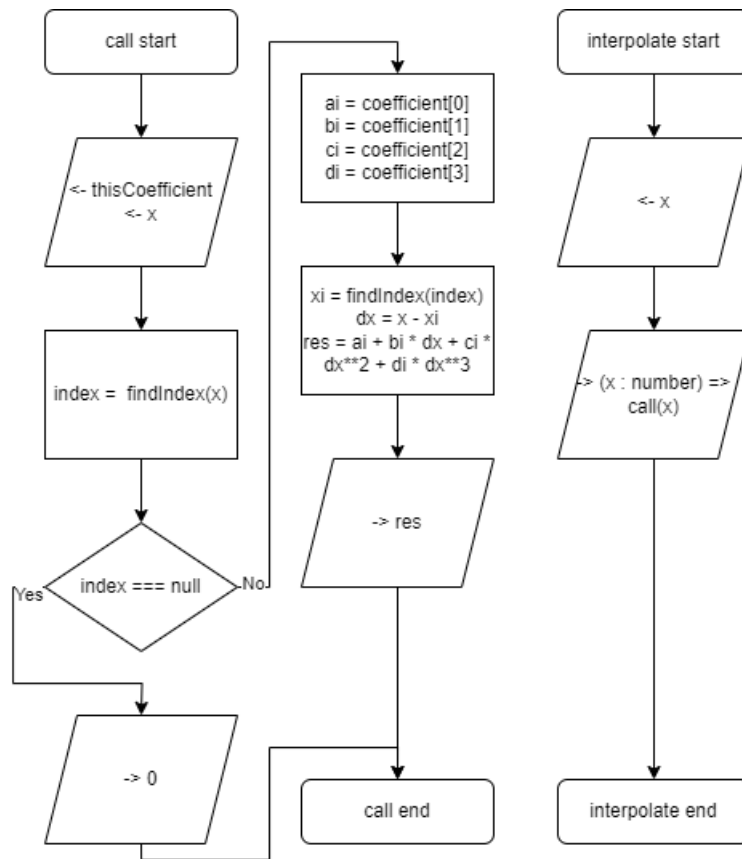 call start
<- thisCoefficient
<- x
index =  findIndex(x)
index === null
Yes
No
-> 0
ai = coefficient[0]
bi = coefficient[1]
ci = coefficient[2]
di = coefficient[3]
xi = findIndex(index)
dx = x - xi
res = ai + bi * dx + ci *
dx**2 + di * dx**3
-> res
call end
interpolate start
<- x
-> (x : number) =>
call(x)
interpolate end